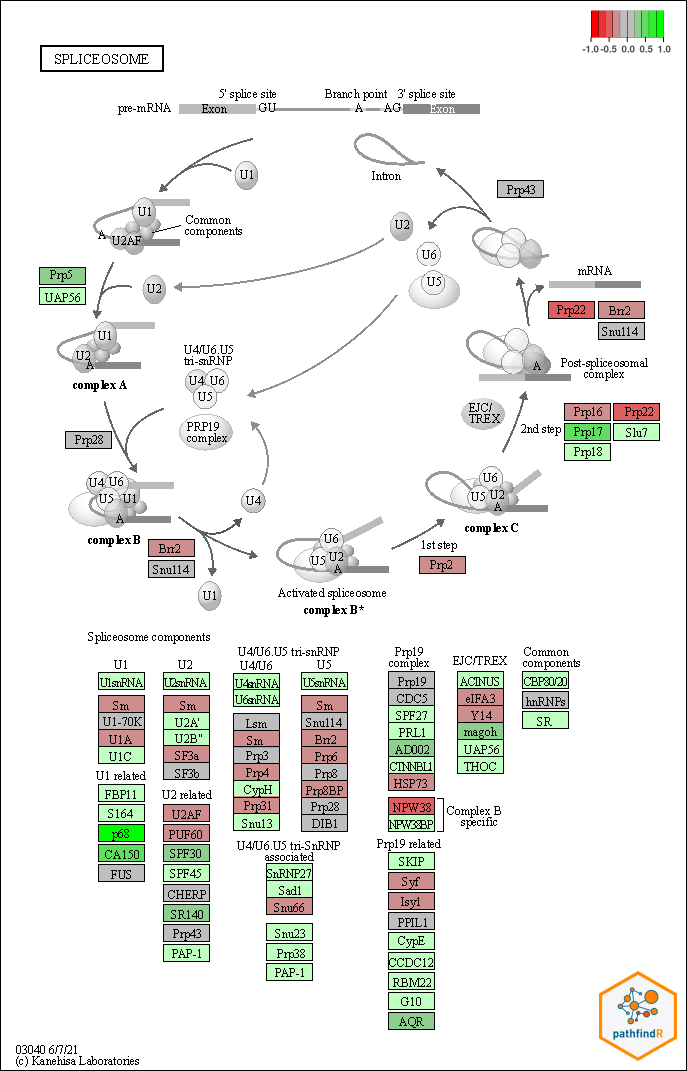 -1.0 -0.5 0.0 0.5 1.0
SPLICEOSOME
5' splice site
Branch point
3' splice site
pre-mRNA
Exon
GU
A
AG
Exon
U1
Intron
Prp43
U1
A
U2AF
Common
components
U2
U6
U5
mRNA
Prp5
UAP56
U2
Prp22
Brr2
Snu114
U1
U2
A
complex A
U4/U6.U5
tri-snRNP
U4 U6
U5
PRP19
complex
A
Post-spliceosomal
complex
EJC/
TREX
2nd step
Prp16
Prp22
Prp17
Slu7
Prp18
Prp28
U4 U6
U5 U1
A
complex B
U4
U6
U5 U2
A
complex C
Brr2
Snu114
U1
U6
U5 U2
A
Activated spliceosome
complex B*
1st step
Prp2
Spliceosome components
U1
U1snRNA
Sm
U1-70K
U1A
U1C
U1 related
FBP11
S164
p68
CA150
FUS
U2
U2snRNA
Sm
U2A'
U2B"
SF3a
SF3b
U2 related
U2AF
PUF60
SPF30
SPF45
CHERP
SR140
Prp43
PAP-1
U4/U6.U5 tri-snRNP
U4/U6
U4snRNA
U6snRNA
Lsm
Sm
Prp3
Prp4
CypH
Prp31
Snu13
U5
U5snRNA
Sm
Snu114
Brr2
Prp6
Prp8
Prp8BP
Prp28
DIB1
U4/U6.U5 tri-SnRNP
associated
SnRNP27
Sad1
Snu66
Snu23
Prp38
PAP-1
Prp19
complex
Prp19
CDC5
SPF27
PRL1
AD002
CTNNBL1
HSP73
NPW38
NPW38BP
Complex B
specific
Prp19 related
SKIP
Syf
Isy1
PPIL1
CypE
CCDC12
RBM22
G10
AQR
EJC/TREX
ACINUS
eIFA3
Y14
magoh
UAP56
THOC
Common
components
CBP80/20
hnRNPs
SR
pathfindR
03040 6/7/21
(c) Kanehisa Laboratories